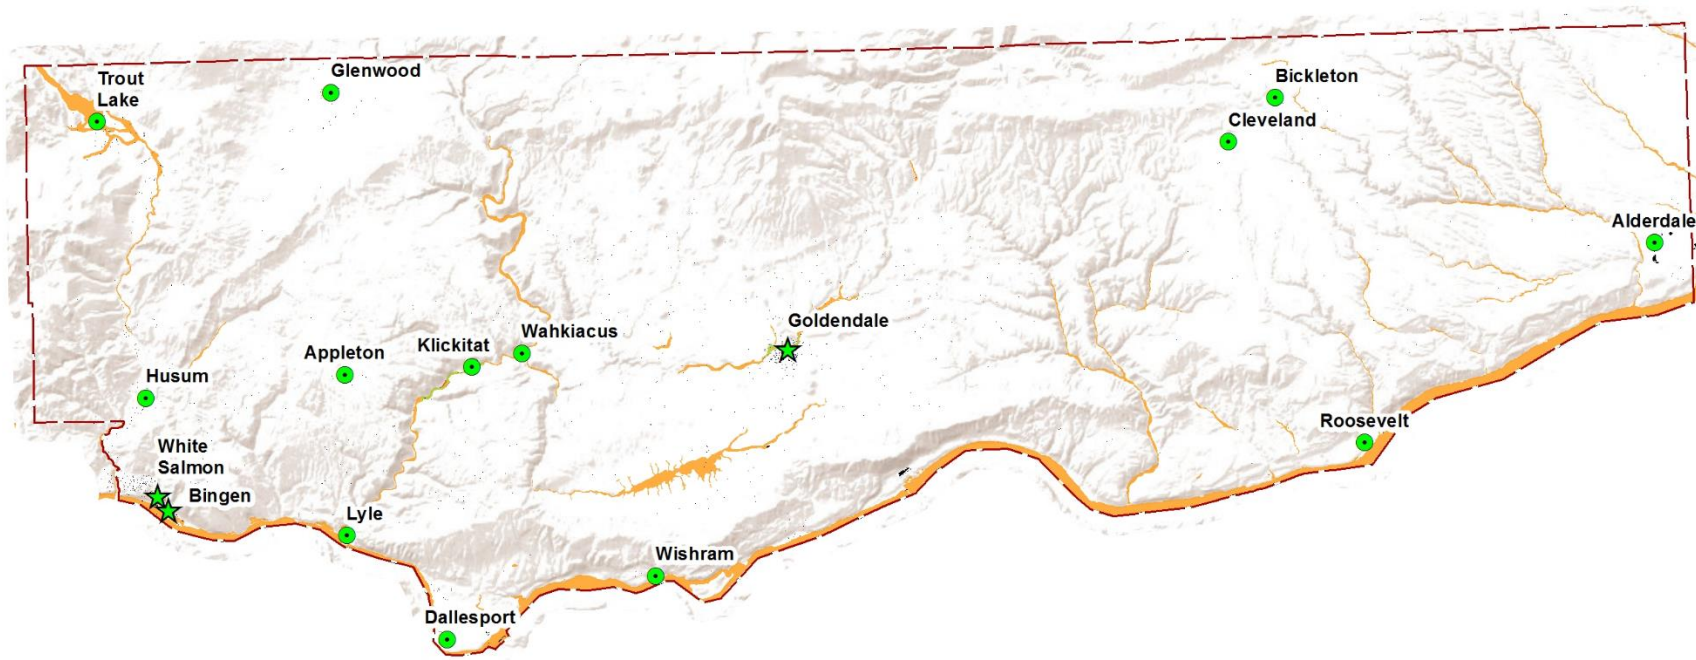 Trout
Lake
Glenwood
Bickleton
Cleveland
Alderdale
Goldendale
Wahkiacus
Klickitat
Appleton
Husum
Roosevelt
White
Salmon
Bingen
Lyle
Wishram
Dallesport